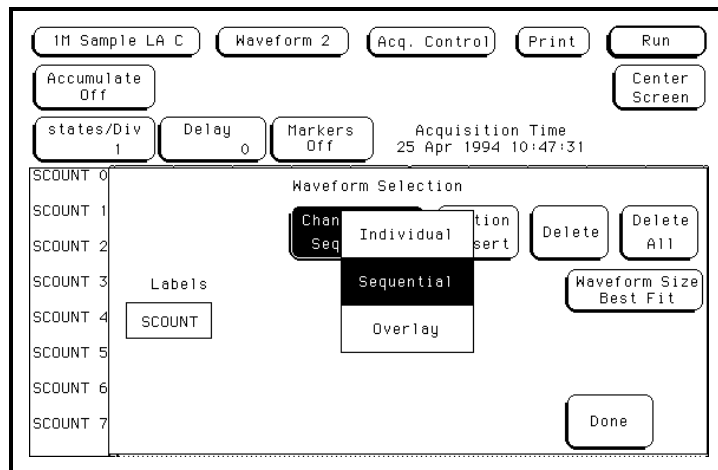 1M Sample LA C
Waveform 2
Acq. Control
Print
Run
Accumulate
Off
Center
Screen
states/Div
1
Delay
0
Markers
Off
Acquisition Time
25 Apr 1994 10:47:31
SCOUNT 0
SCOUNT 1
SCOUNT 2
SCOUNT 3
SCOUNT 4
SCOUNT 5
SCOUNT 6
SCOUNT 7
Waveform Selection
Chan
Seq
Individual
Sequential
Overlay
tion
sert
Delete
Delete
All
Labels
SCOUNT
Waveform Size
Best Fit
Done